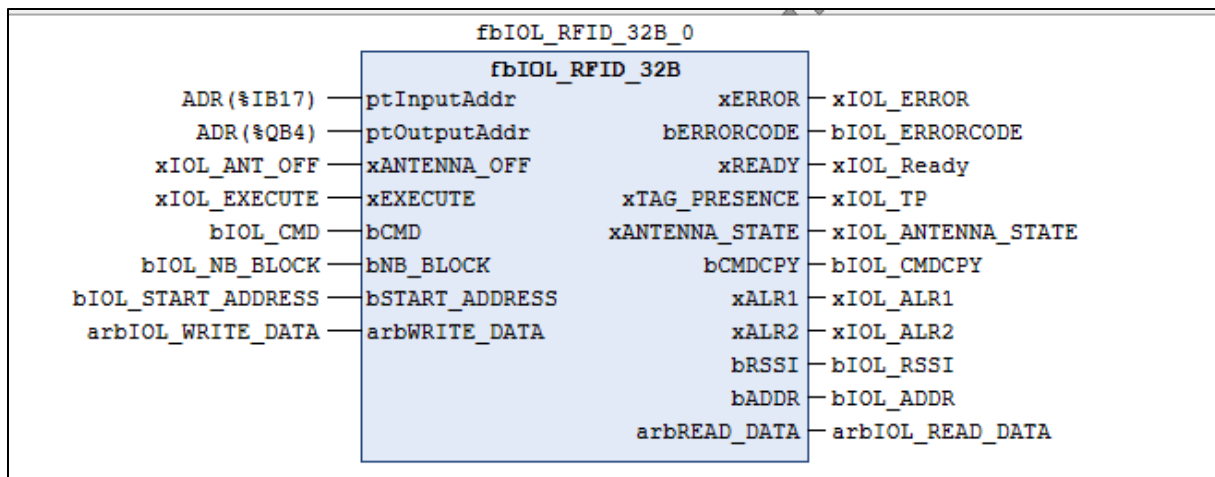 fbIOL_RFID_32B_0
fbIOL_RFID_32B
ADR(%IB17) ptInputAddr xERROR xIOL_ERROR
ADR(%QB4) ptOutputAddr bERRORCODE bIOL_ERRORCODE
xIOL_ANT_OFF xANTENNA_OFF xREADY xIOL_Ready
xIOL_EXECUTE xEXECUTE xTAG_PRESENCE xIOL_TP
bIOL_CMD bCMD xANTENNA_STATE xIOL_ANTENNA_STATE
bIOL_NB_BLOCK bNB_BLOCK bCMDCPY bIOL_CMDCPY
bIOL_START_ADDRESS bSTART_ADDRESS xALR1 xIOL_ALR1
arbIOL_WRITE_DATA arbWRITE_DATA xALR2 xIOL_ALR2
bRSSI bIOL_RSSI
bADDR bIOL_ADDR
arbREAD_DATA arbIOL_READ_DATA